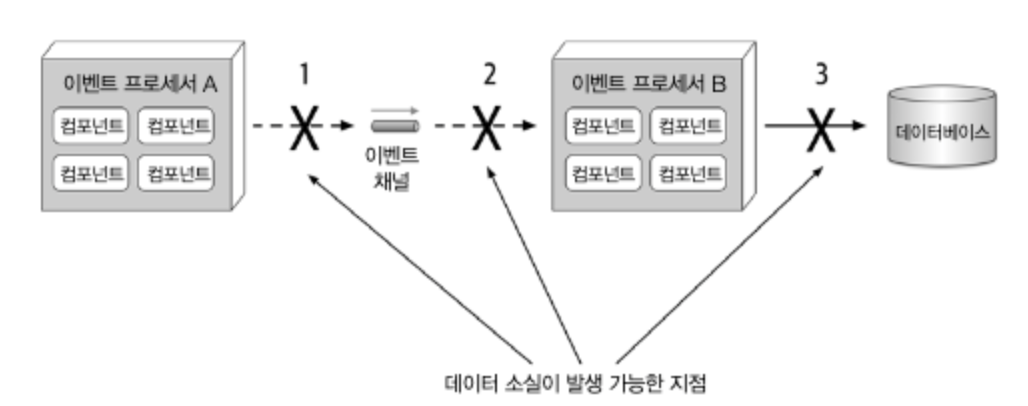 이벤트 프로세서 A
컴포넌트 컴포넌트
컴포넌트 컴포넌트
1
이벤트
채널
2
이벤트 프로세서 B
컴포넌트 컴포넌트
컴포넌트 컴포넌트
3
데이터베이스
데이터 소실이 발생 가능한 지점